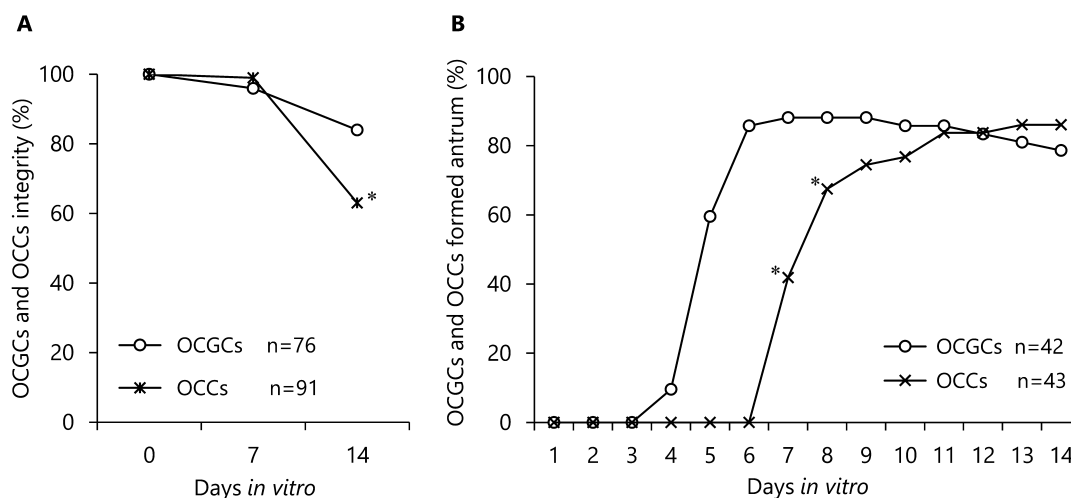 A
OCGCs and OCCs integrity (%)
100
80
60
40
20
0
*
OCGCs n=76
OCCs n=91
0 7 14
Days in vitro
B
OCGCs and OCCs formed antrum (%)
100
80
60
40
20
0
*
*
OCGCs n=42
OCCs n=43
1 2 3 4 5 6 7 8 9 10 11 12 13 14
Days in vitro